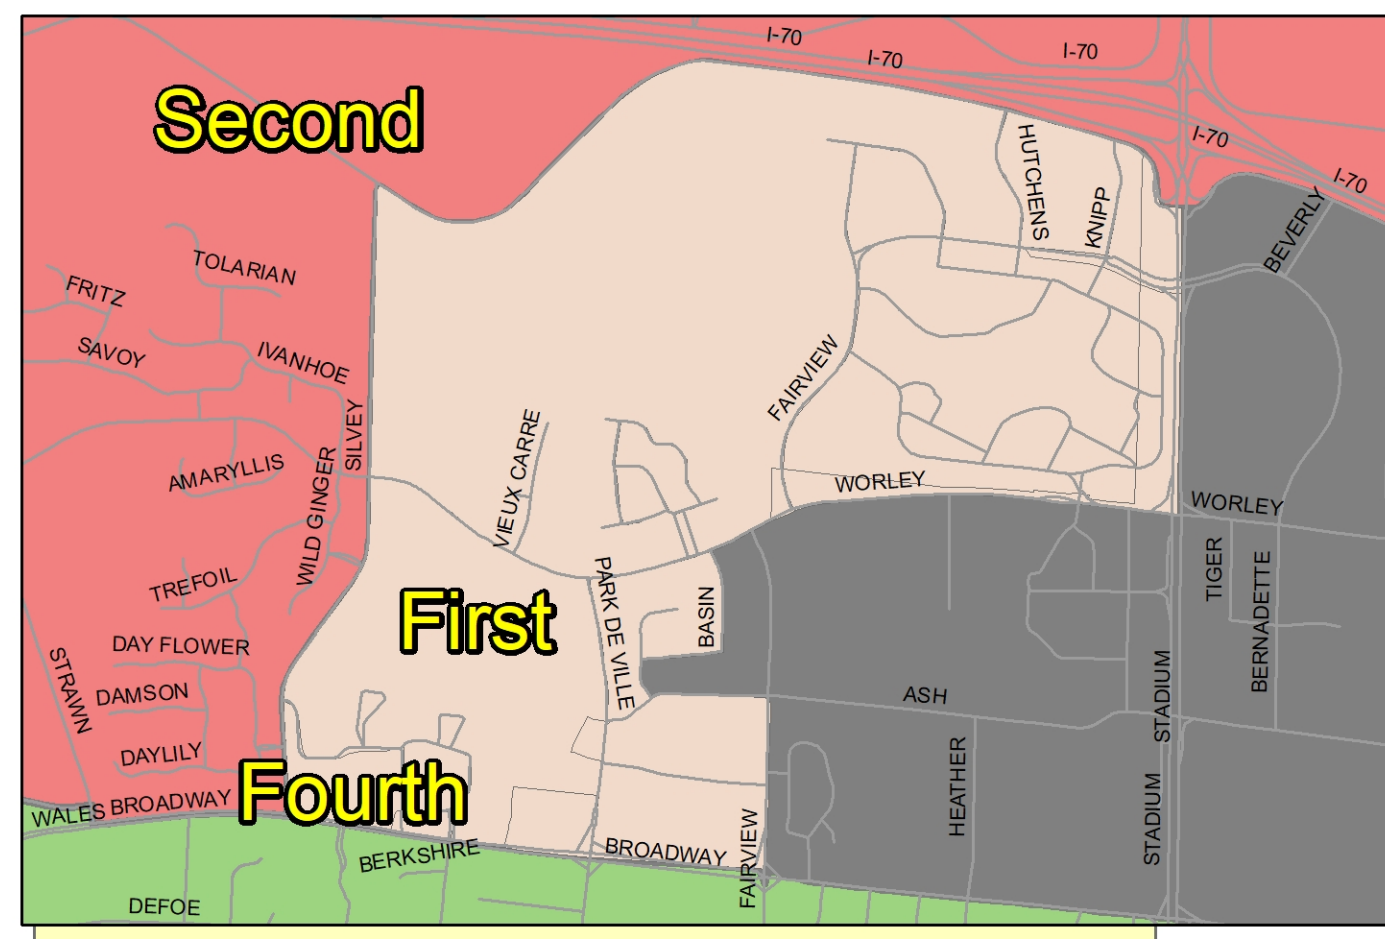 I-70
I-70
I-70
Second
I-70
HUTCHENS
I-70
KNIPP
BEVERLY
TOLARIAN
FRITZ
SAVOY
IVANHOE
FAIRVIEW
SILVEY
VIEUX CARRE
AMARYLLIS
WILD GINGER
WORLEY
WORLEY
TREFOIL
PARK DE VILLE
First
BASIN
TIGER
BERNADETTE
DAY FLOWER
STRAWN
DAMSON
ASH
STADIUM
DAYLILY
Fourth
WALES BROADWAY
HEATHER
STADIUM
BERKSHIRE
BROADWAY
FAIRVIEW
DEFOE